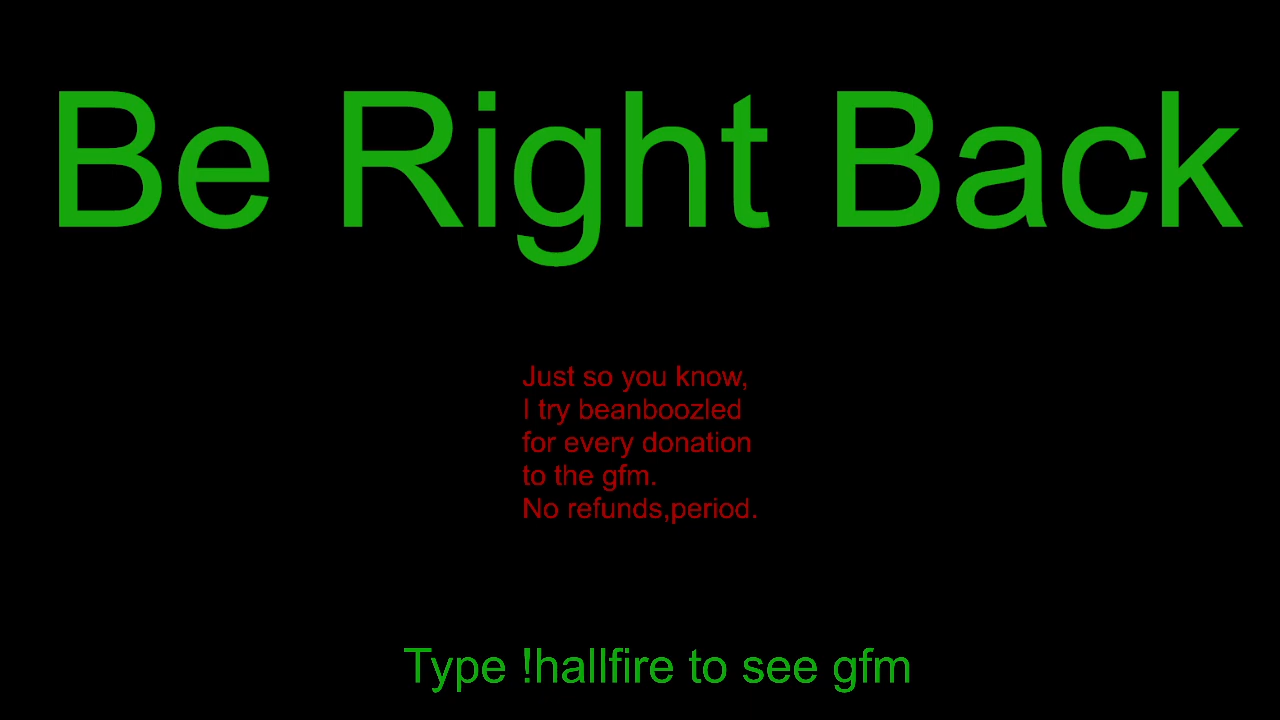 Be Right Back
Just so you know,
I try beanboozled
for every donation
to the gfm.
No refunds,period.
Type !hallfire to see gfm